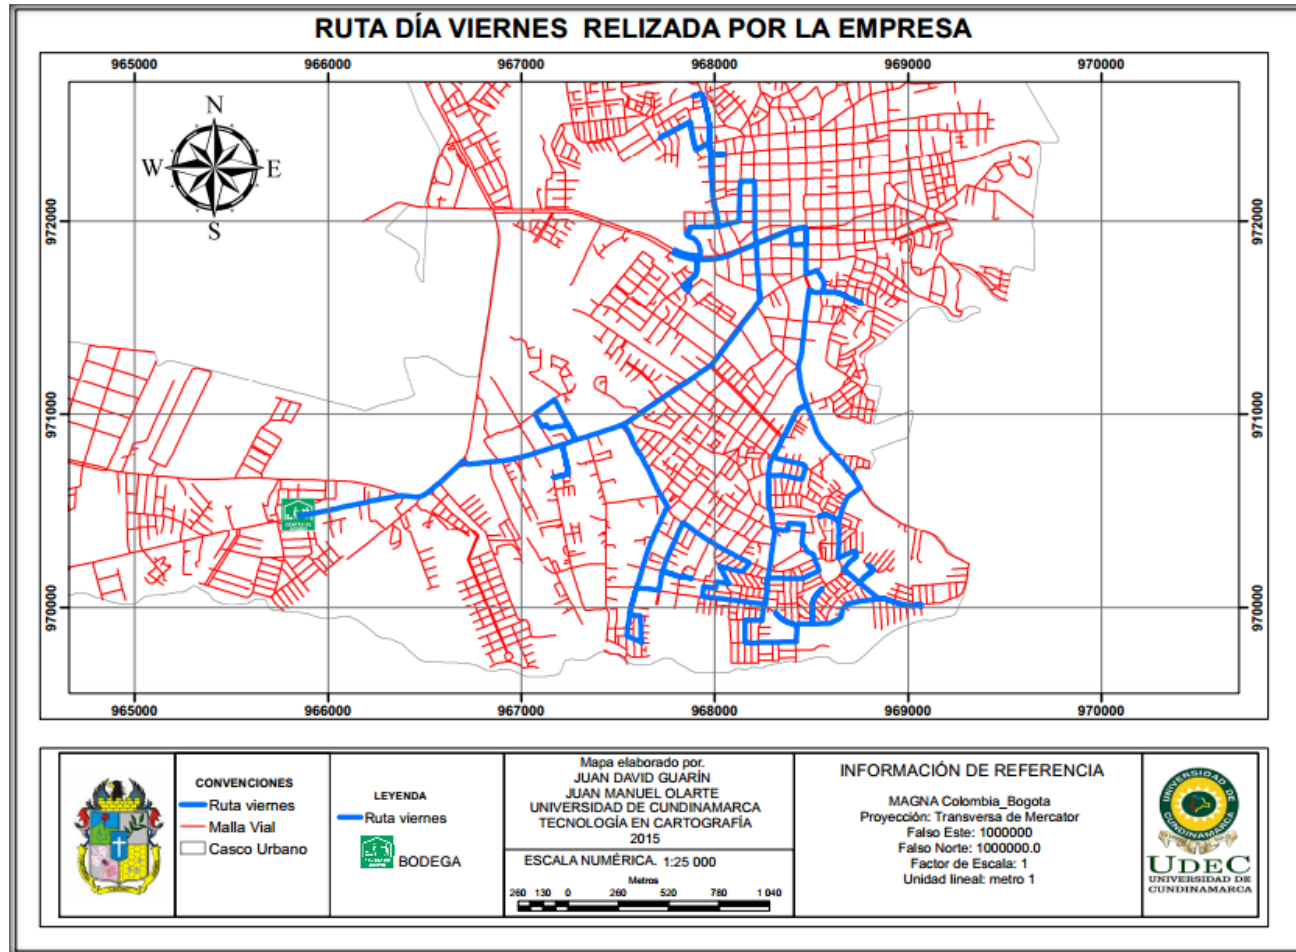 RUTA DÍA VIERNES RELIZADA POR LA EMPRESA
965000 966000 967000 968000 969000 970000
N
W E
S
972000 972000
971000 971000
970000 970000
965000 966000 967000 968000 969000 970000
CONVENCIONES
Ruta viernes
Malla Vial
Casco Urbano
LEYENDA
Ruta viernes
BODEGA
Mapa elaborado por.
JUAN DAVID GUARÍN
JUAN MANUEL OLARTE
UNIVERSIDAD DE CUNDINAMARCA
TECNOLOGÍA EN CARTOGRAFÍA
2015
ESCALA NUMÉRICA. 1:25 000
Metros
260 130 0 260 520 780 1 040
INFORMACIÓN DE REFERENCIA
MAGNA Colombia_Bogota
Proyección: Transversa de Mercator
Falso Este: 1000000
Falso Norte: 1000000.0
Factor de Escala: 1
Unidad lineal: metro 1
UNIVERSIDAD DE
CUNDINAMARCA
UDEC
UNIVERSIDAD DE
CUNDINAMARCA